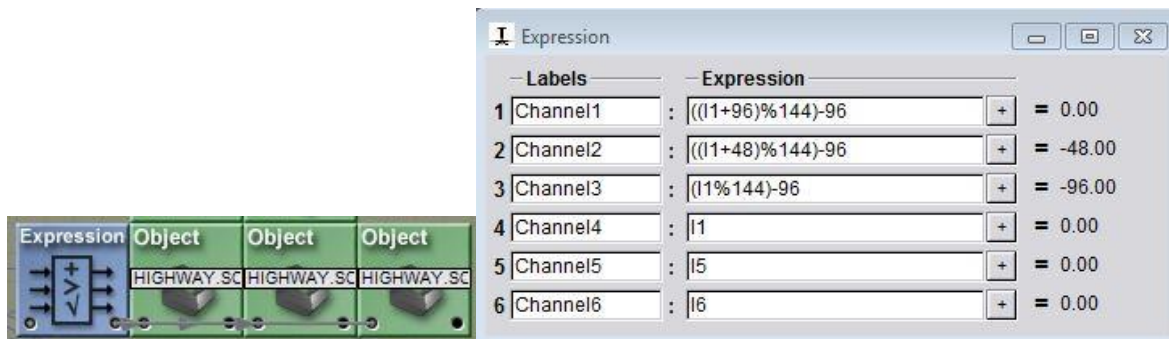 Expression Object Object Object
HIGHWAY.SC HIGHWAY.SC HIGHWAY.SC
Expression
Labels Expression
1 Channel1 : ((I1+96)%144)-96 + = 0.00
2 Channel2 : ((I1+48)%144)-96 + = -48.00
3 Channel3 : (I1%144)-96 + = -96.00
4 Channel4 : I1 + = 0.00
5 Channel5 : I5 + = 0.00
6 Channel6 : I6 + = 0.00